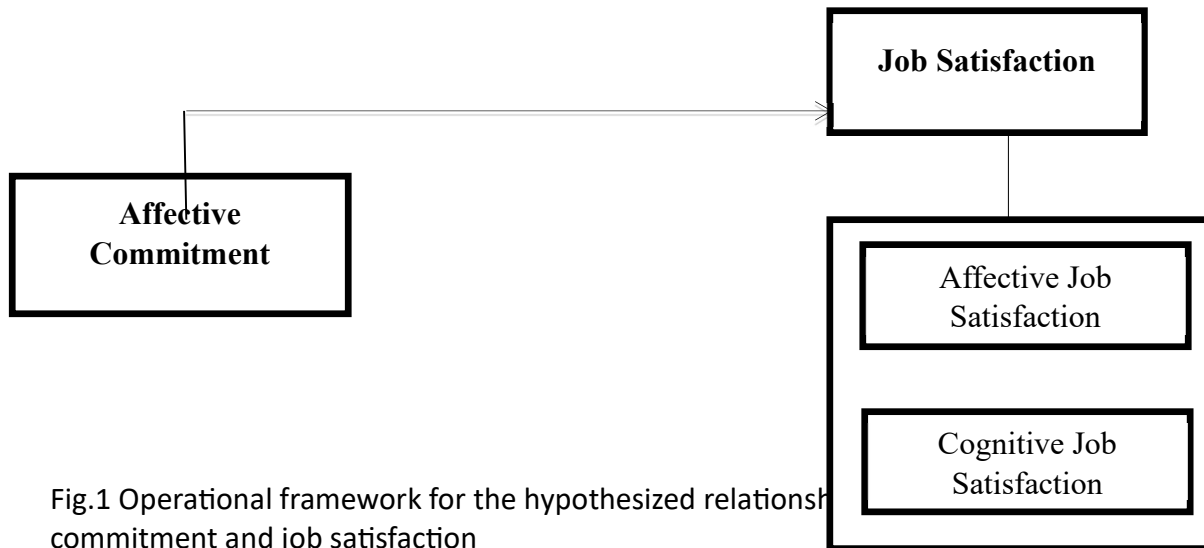 Job Satisfaction
Affective
Commitment
Affective Job
Satisfaction
Cognitive Job
Satisfaction
Fig.1 Operational framework for the hypothesized
commitment and job satisfaction